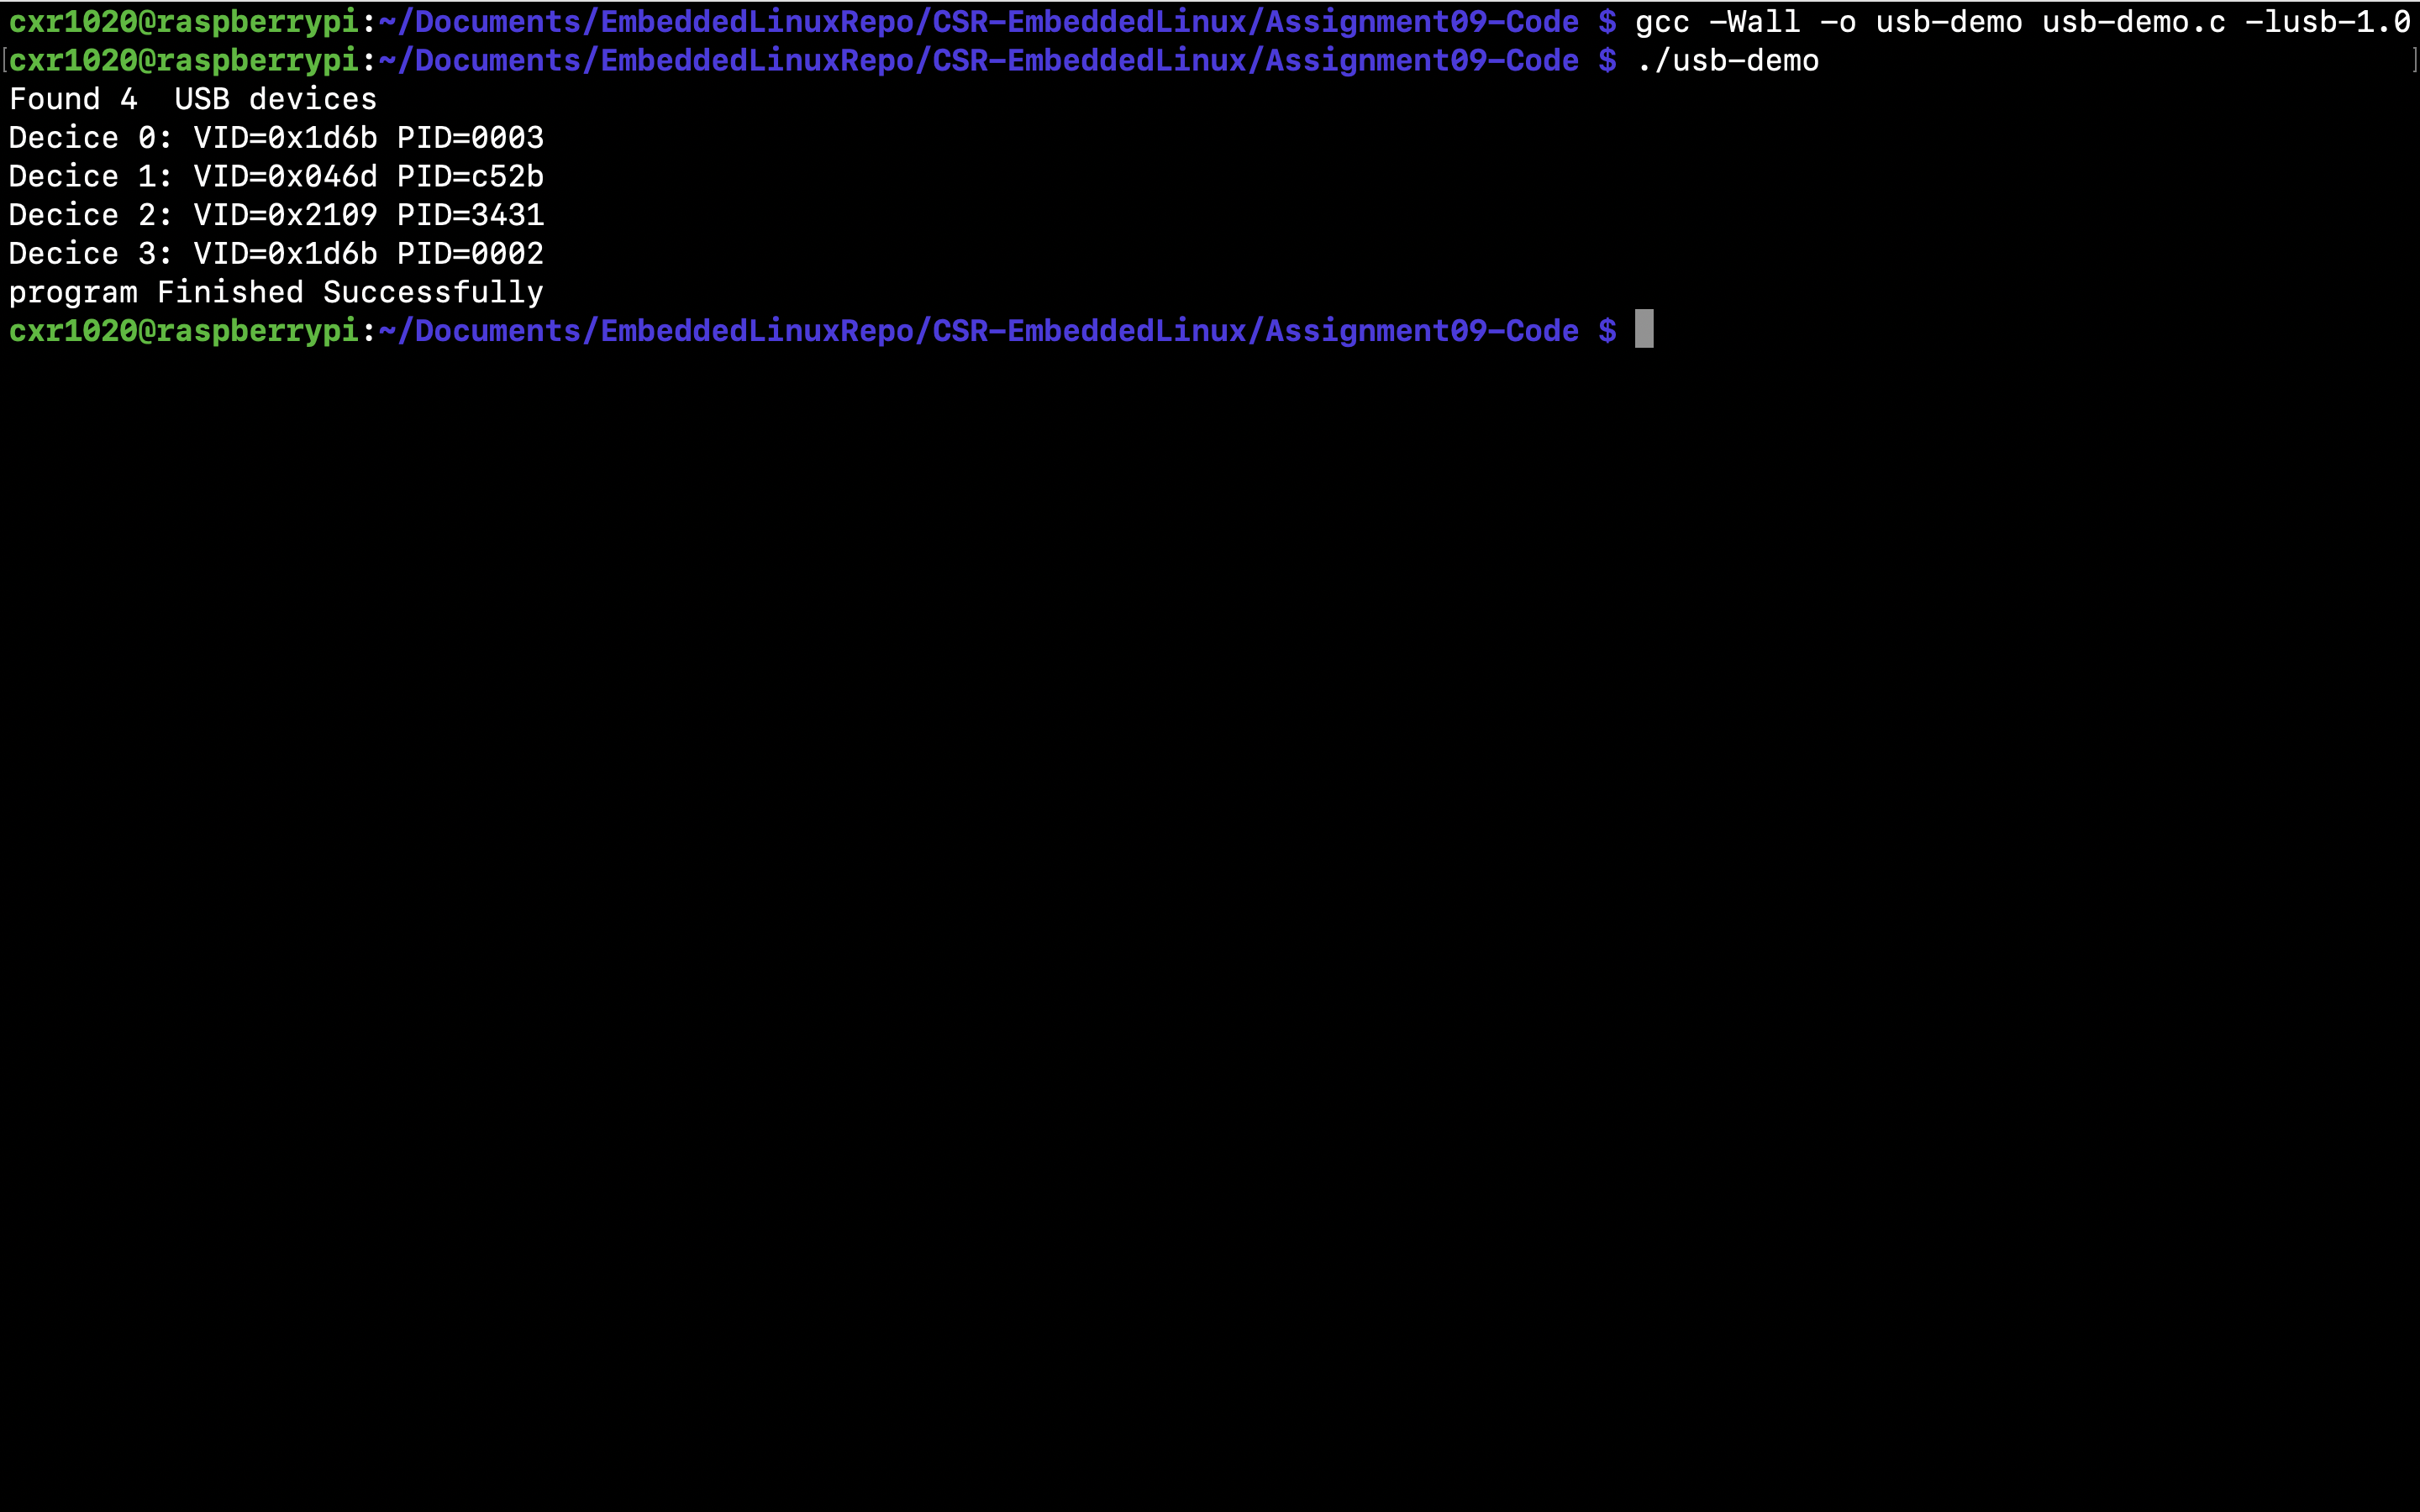 cxr1020@raspberrypi:~/Documents/EmbeddedLinuxRepo/CSR-EmbeddedLinux/Assignment09-Code $ gcc -Wall -o usb-demo usb-demo.c -lusb-1.0
[cxr1020@raspberrypi:~/Documents/EmbeddedLinuxRepo/CSR-EmbeddedLinux/Assignment09-Code $ ./usb-demo ]
Found 4  USB devices
Decice 0: VID=0x1d6b PID=0003
Decice 1: VID=0x046d PID=c52b
Decice 2: VID=0x2109 PID=3431
Decice 3: VID=0x1d6b PID=0002
program Finished Successfully
cxr1020@raspberrypi:~/Documents/EmbeddedLinuxRepo/CSR-EmbeddedLinux/Assignment09-Code $